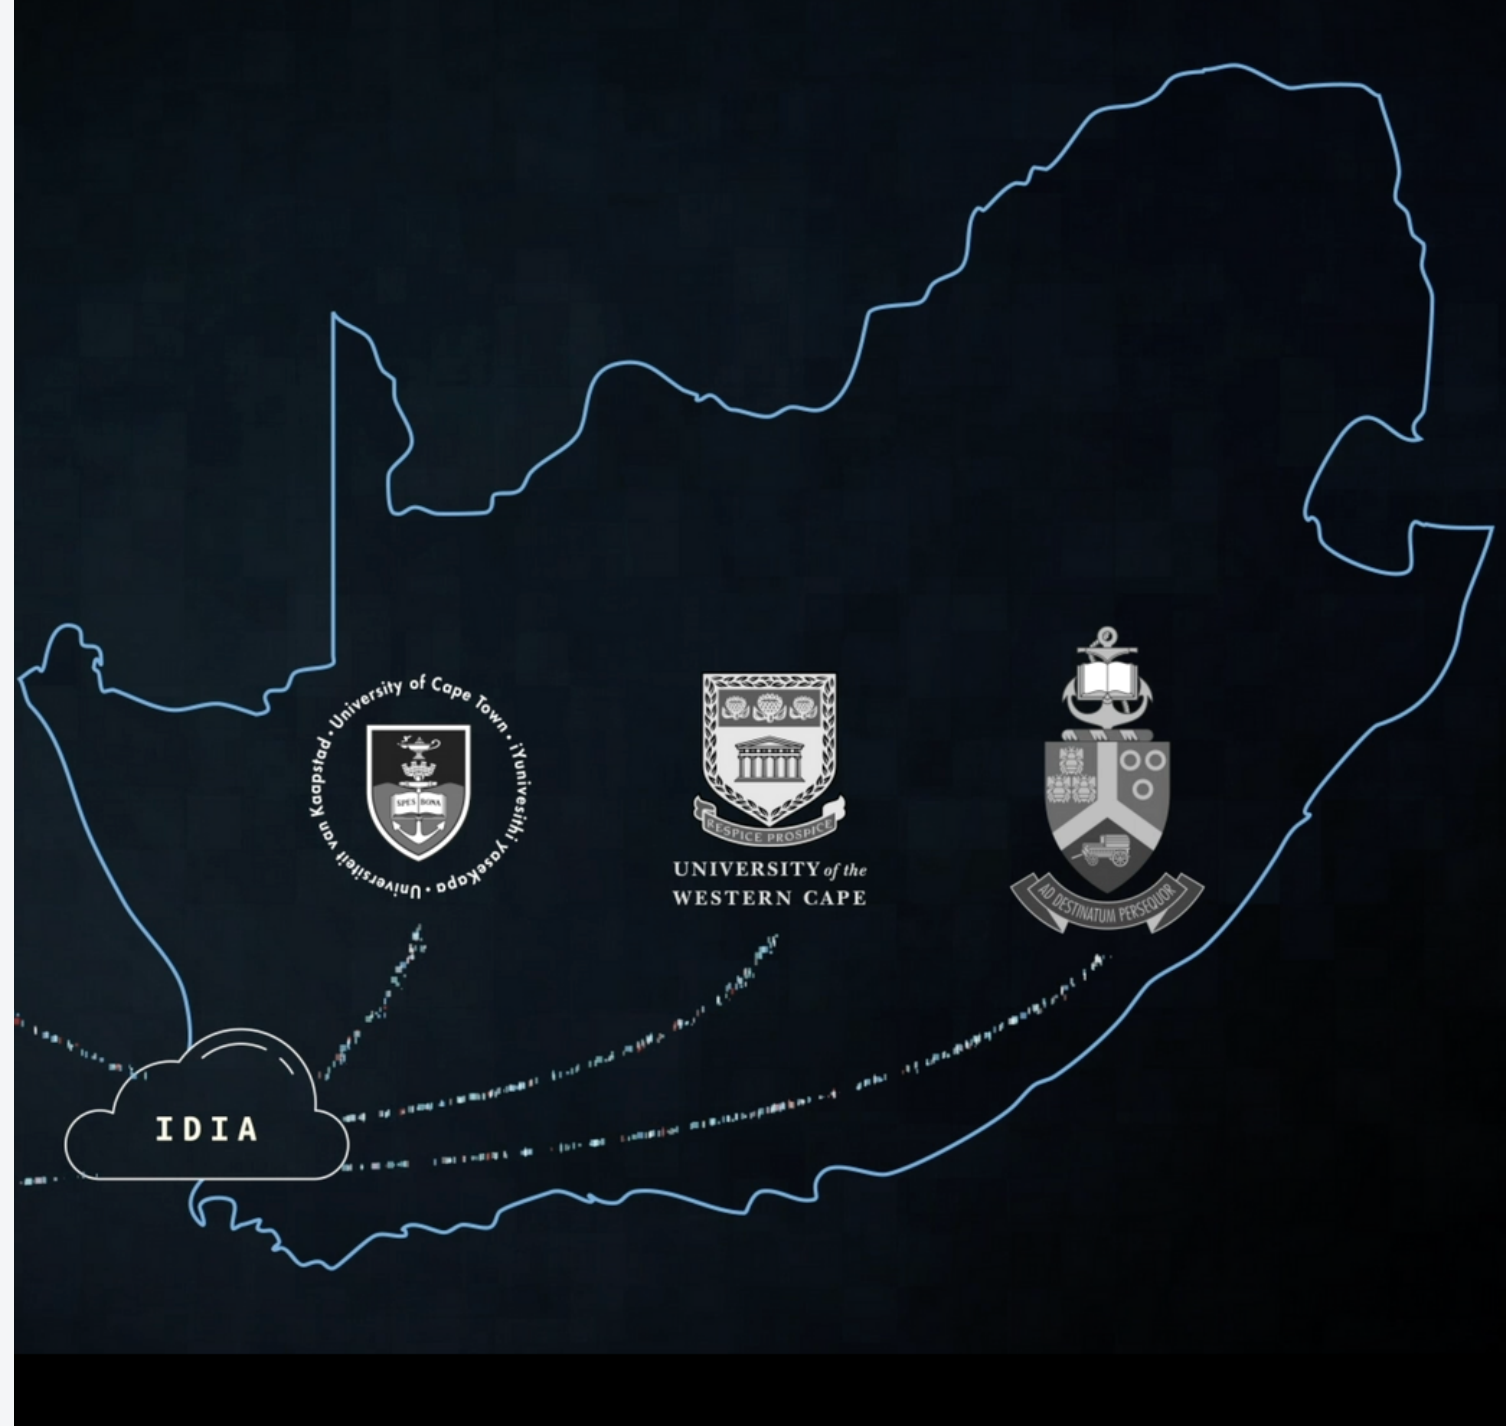 University of Cape Town · iYunivesithi yaseKapa · Universiteit van Kaapstad ·
SPES BONA
RESPICE PROSPICE
UNIVERSITY of the
WESTERN CAPE
AD DESTINATUM PERSEQUOR
IDIA